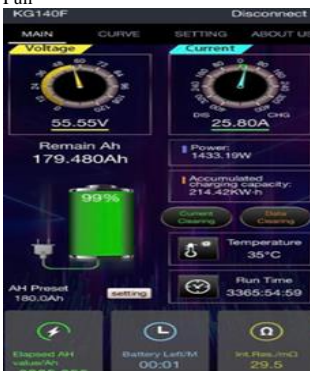 KG140F Disconnect
MAIN CURVE SETTING ABOUT US
Voltage
Current
55.55V
DIS CHG
25.80A
Remain Ah
179.480Ah
Power:
1433.19W
Accumulated
charging capacity:
214.42KW·h
99%
Current
Clearing
Data
Clearing
Temperature
35°C
AH Preset
180.0Ah
setting
Run Time
3365:54:59
Elapsed AH
value/Ah
Battery Left/M
00:01
Int.Res./mΩ
29.5